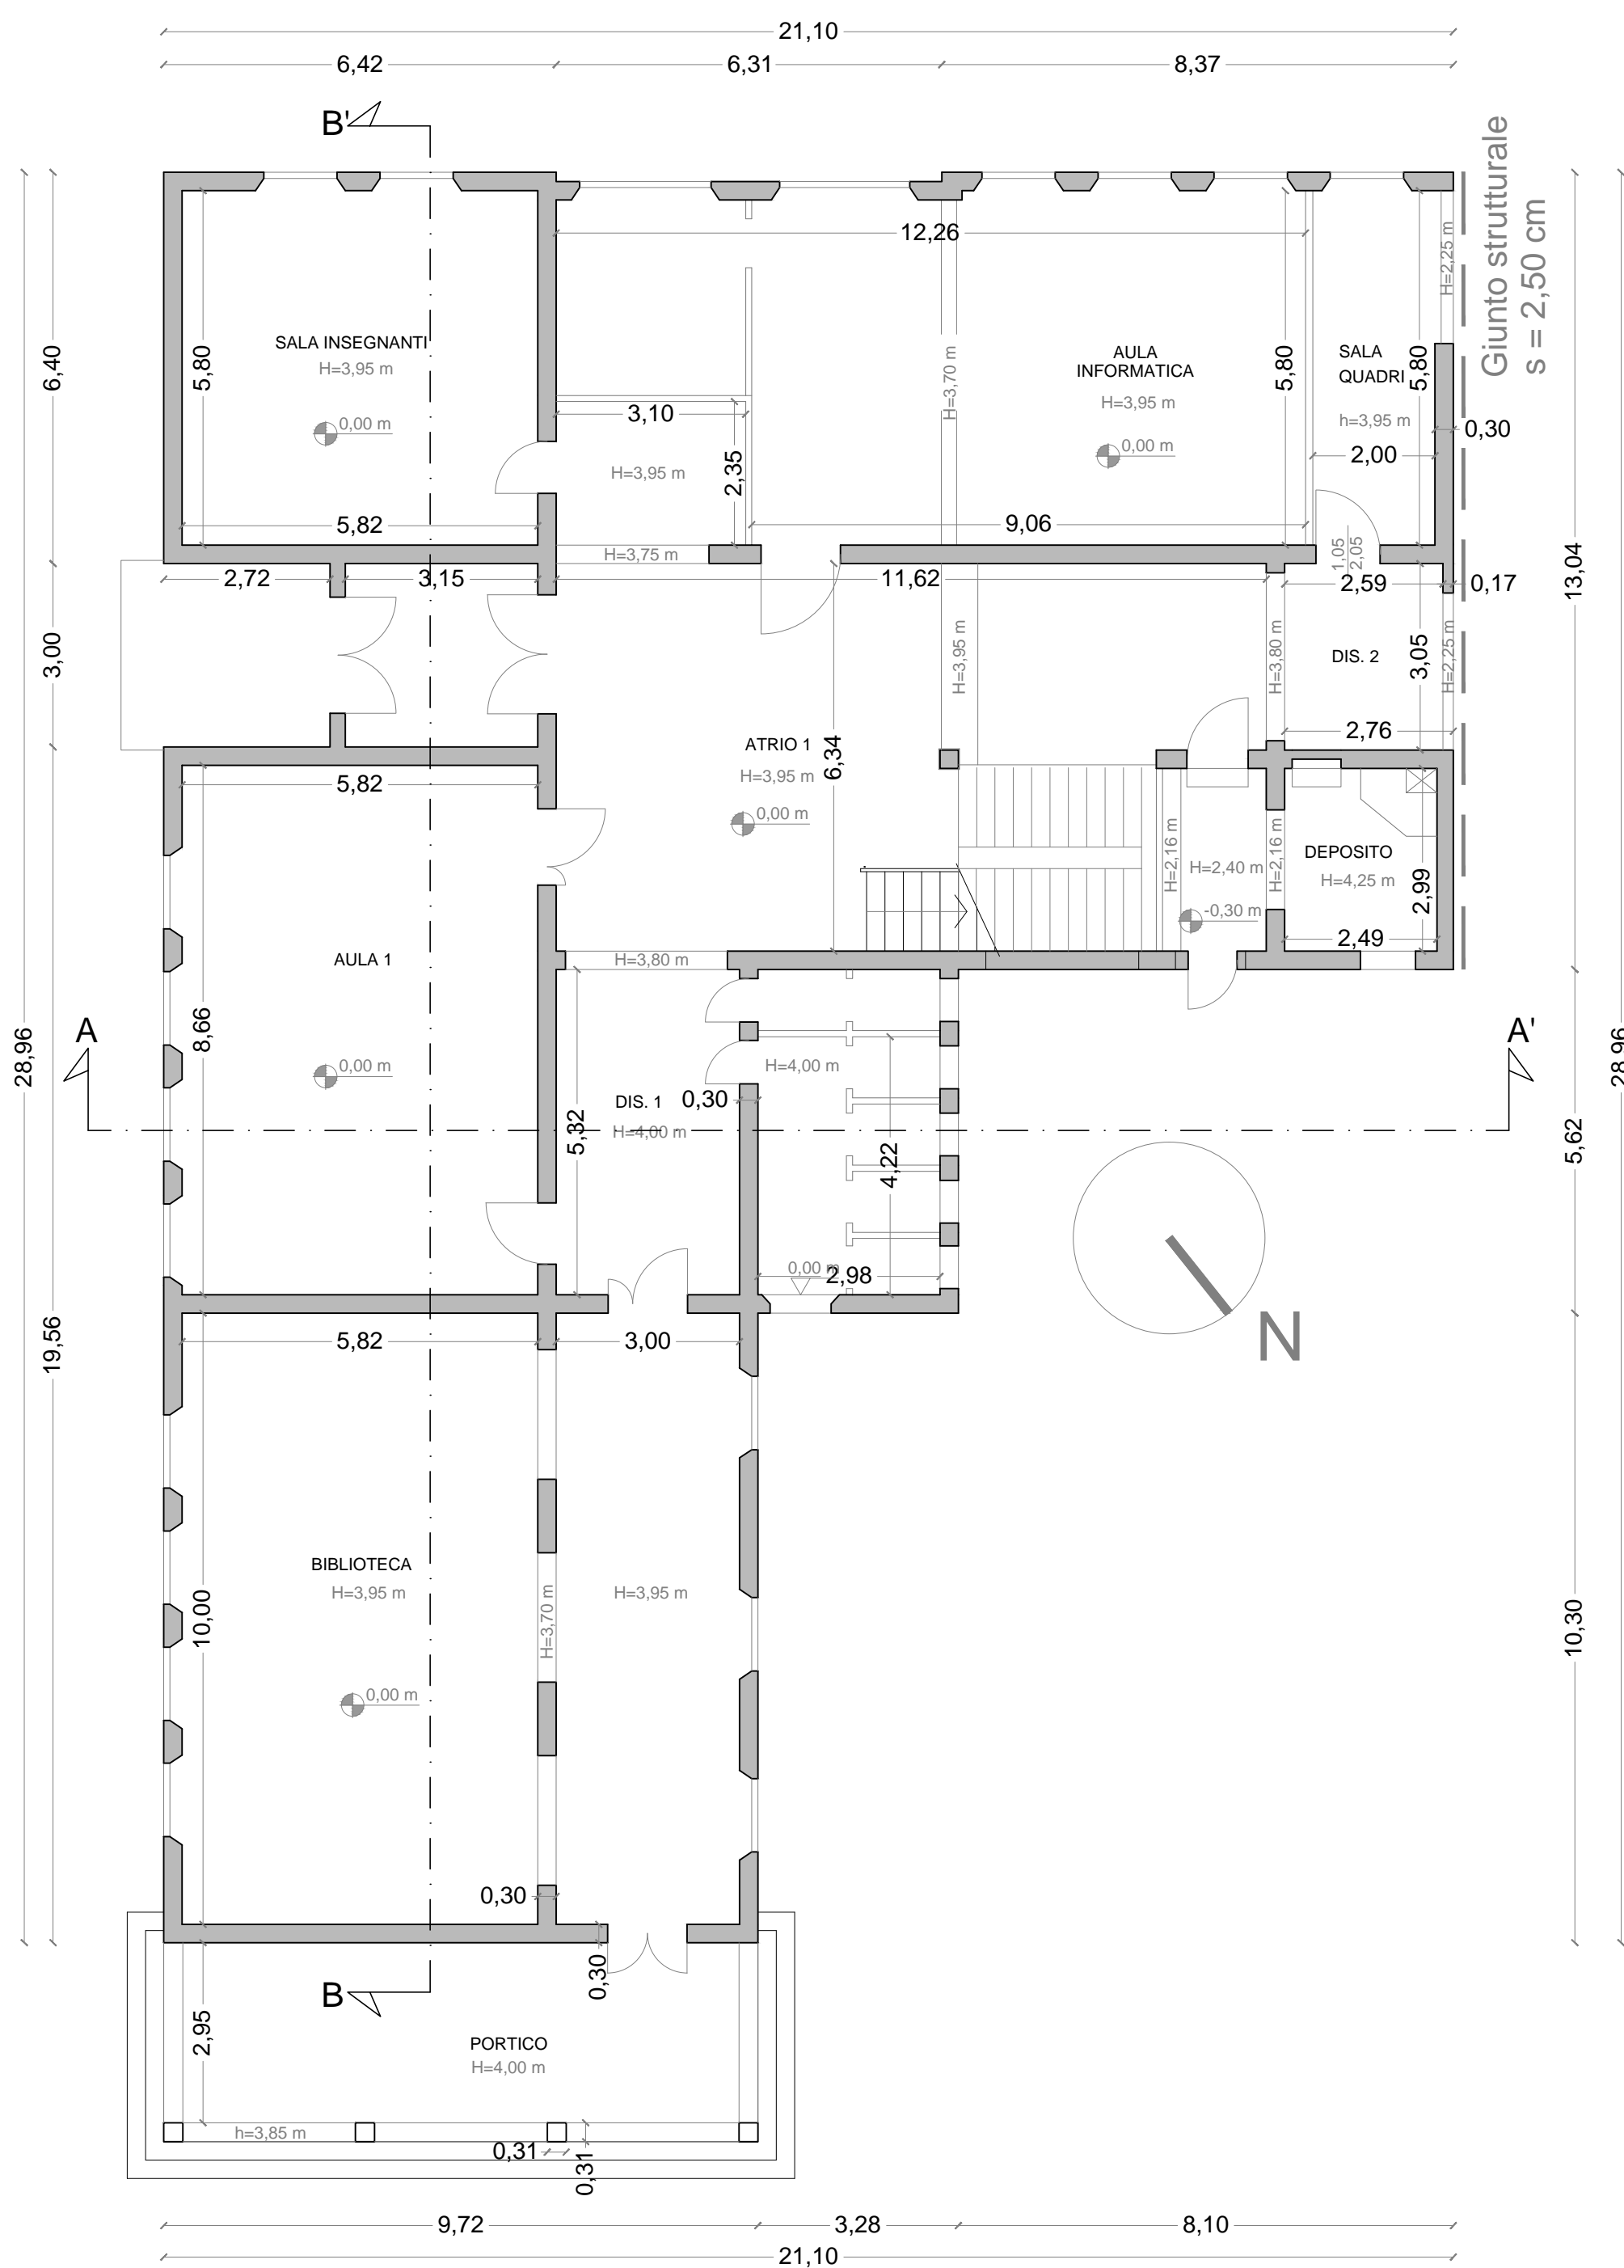 21,10
6,42
6,31
8,37
B'
Giunto strutturale
s = 2,50 cm
12,26
H=2,25 m
SALA INSEGNANTI
H=3,95 m
0,00 m
5,80
5,82
6,40
3,10
2,35
H=3,95 m
H=3,75 m
H=3,70 m
AULA
INFORMATICA
H=3,95 m
0,00 m
5,80
9,06
SALA
QUADRI
h=3,95 m
5,80
2,00
0,30
1,05
2,05
13,04
2,72
3,15
11,62
2,59
0,17
3,00
H=3,95 m
H=3,80 m
DIS. 2
3,05
H=2,25 m
2,76
ATRIO 1
H=3,95 m
0,00 m
6,34
5,82
H=2,16 m
H=2,40 m
-0,30 m
H=2,16 m
DEPOSITO
H=4,25 m
2,99
2,49
AULA 1
8,66
0,00 m
H=3,80 m
28,96
A
A'
28,96
DIS. 1
H=4,00 m
0,30
5,32
H=4,00 m
4,22
0,00 m
2,98
5,62
N
19,56
5,82
3,00
BIBLIOTECA
H=3,95 m
10,00
0,00 m
H=3,70 m
H=3,95 m
10,30
0,30
0,30
B
2,95
PORTICO
H=4,00 m
h=3,85 m
0,31
0,31
9,72
3,28
8,10
21,10